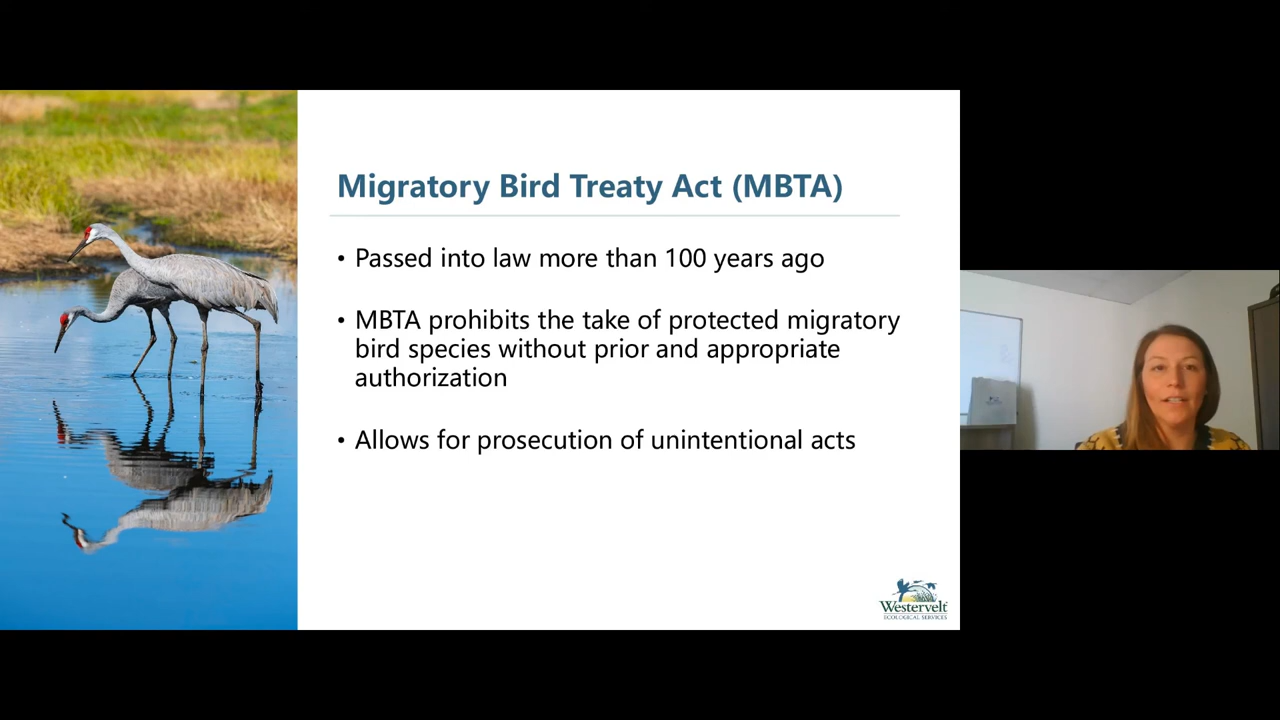 Migratory Bird Treaty Act (MBTA)
• Passed into law more than 100 years ago
• MBTA prohibits the take of protected migratory
bird species without prior and appropriate
authorization
• Allows for prosecution of unintentional acts
Westervelt
ECOLOGICAL SERVICES